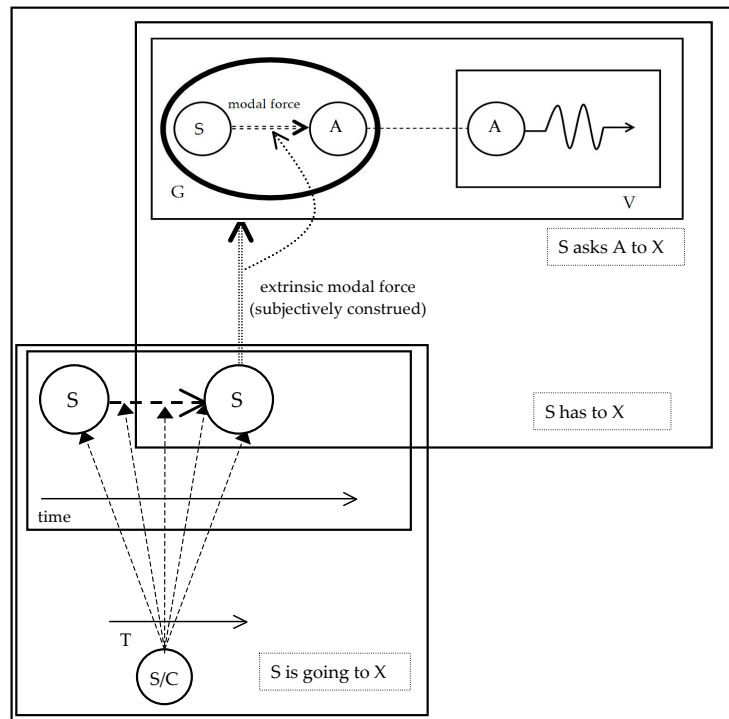 modal force
S
A
A
G
V
S asks A to X
extrinsic modal force
(subjectively construed)
S
S
S has to X
time
T
S/C
S is going to X